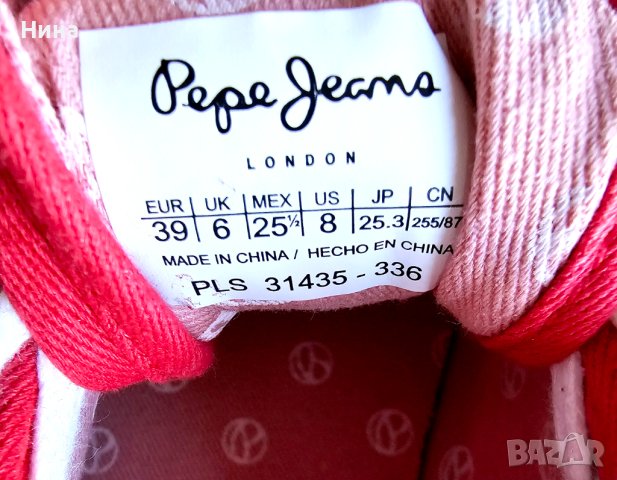 Нина
Pepe Jeans
LONDON
EUR UK MEX US JP CN
39 6 25½ 8 25.3 255/87
MADE IN CHINA / HECHO EN CHINA
PLS 31435 - 336
BAZAR